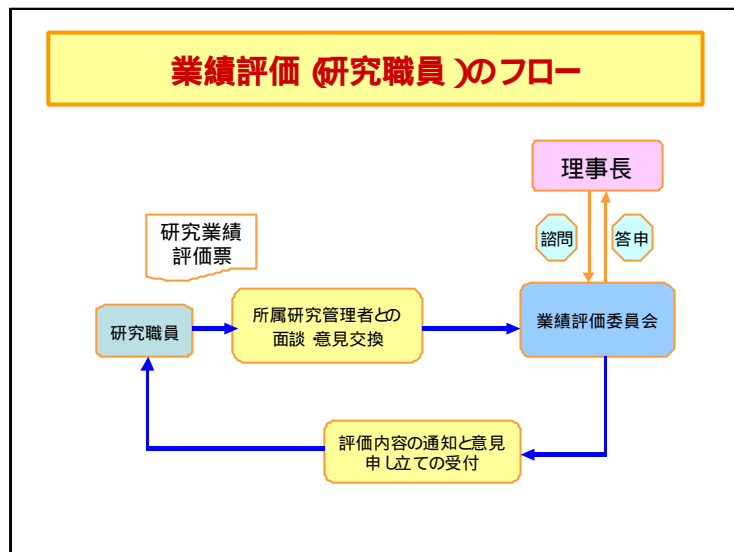 業績評価（研究職員）のフロー
理事長
諮問
答申
研究業績
評価票
研究職員
所属研究管理者との
面談・意見交換
業績評価委員会
評価内容の通知と意見
申し立ての受付